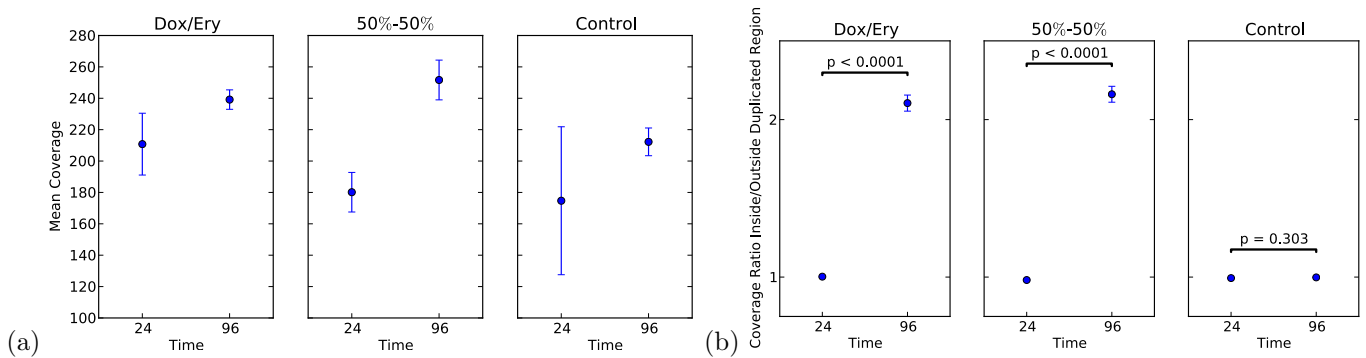 Dox/Ery
50%-50%
Control
Mean Coverage
280
260
240
220
200
180
160
140
120
100
24
96
24
96
24
96
Time
Time
Time
(a)
Dox/Ery
50%-50%
Control
Coverage Ratio Inside/Outside Duplicated Region
2
1
p < 0.0001
p < 0.0001
p = 0.303
24
96
24
96
24
96
Time
Time
Time
(b)